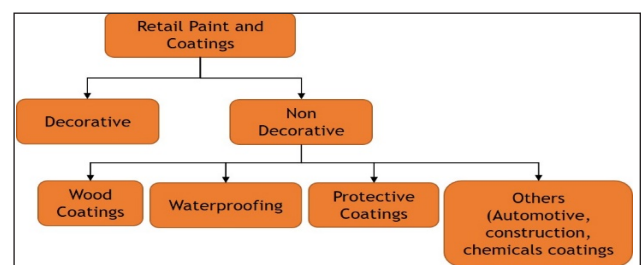 Retail Paint and
Coatings
Decorative
Non
Decorative
Wood
Coatings
Waterproofing
Protective
Coatings
Others
(Automotive,
construction,
chemicals coatings